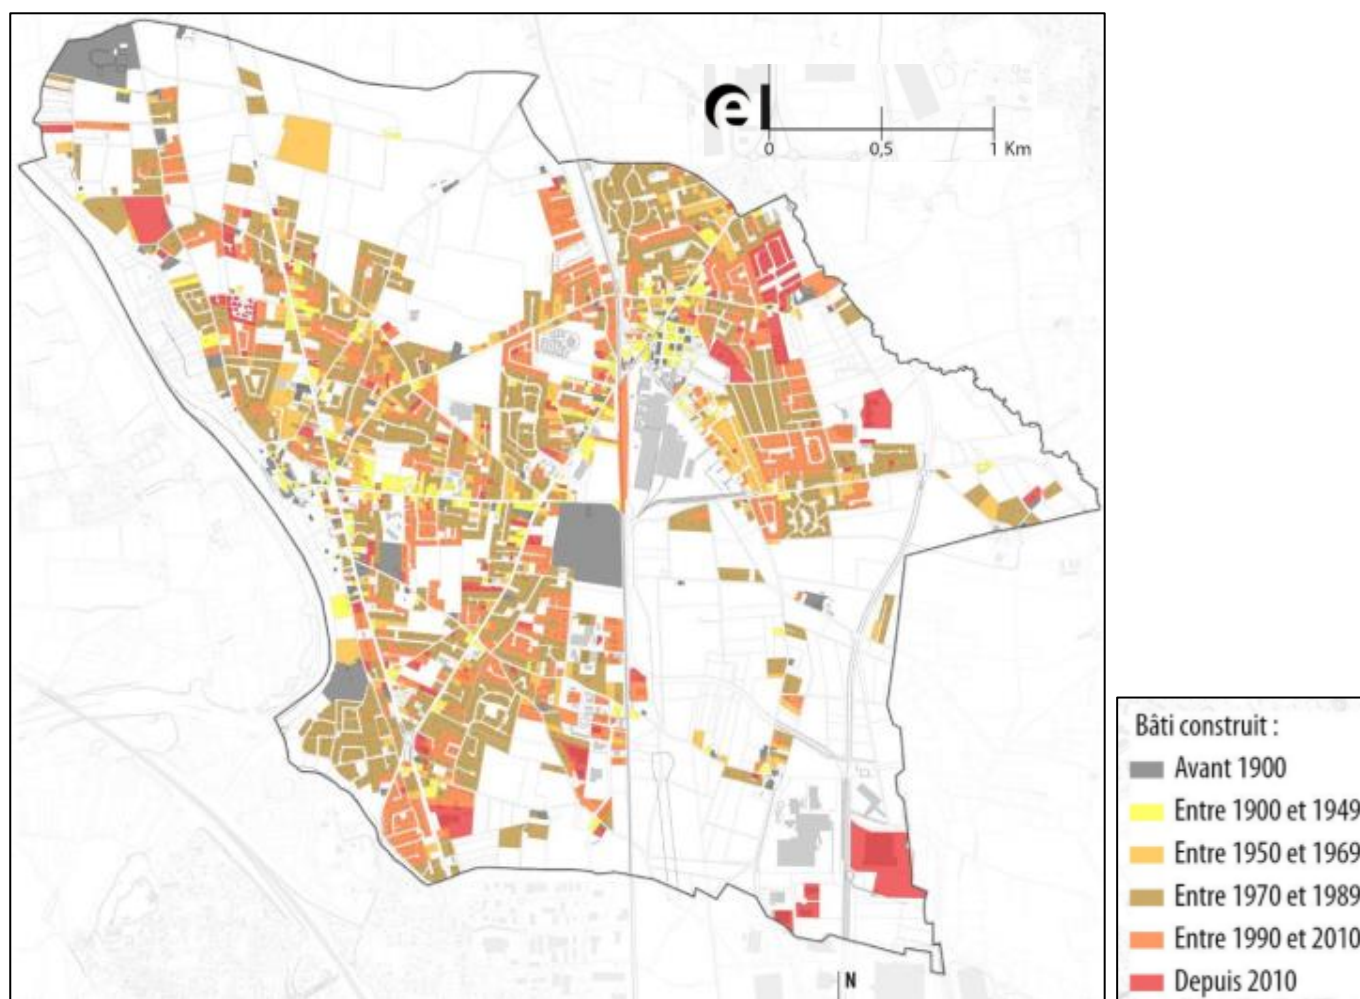 el
0 0,5 1 Km
N
Bâti construit :
Avant 1900
Entre 1900 et 1949
Entre 1950 et 1969
Entre 1970 et 1989
Entre 1990 et 2010
Depuis 2010